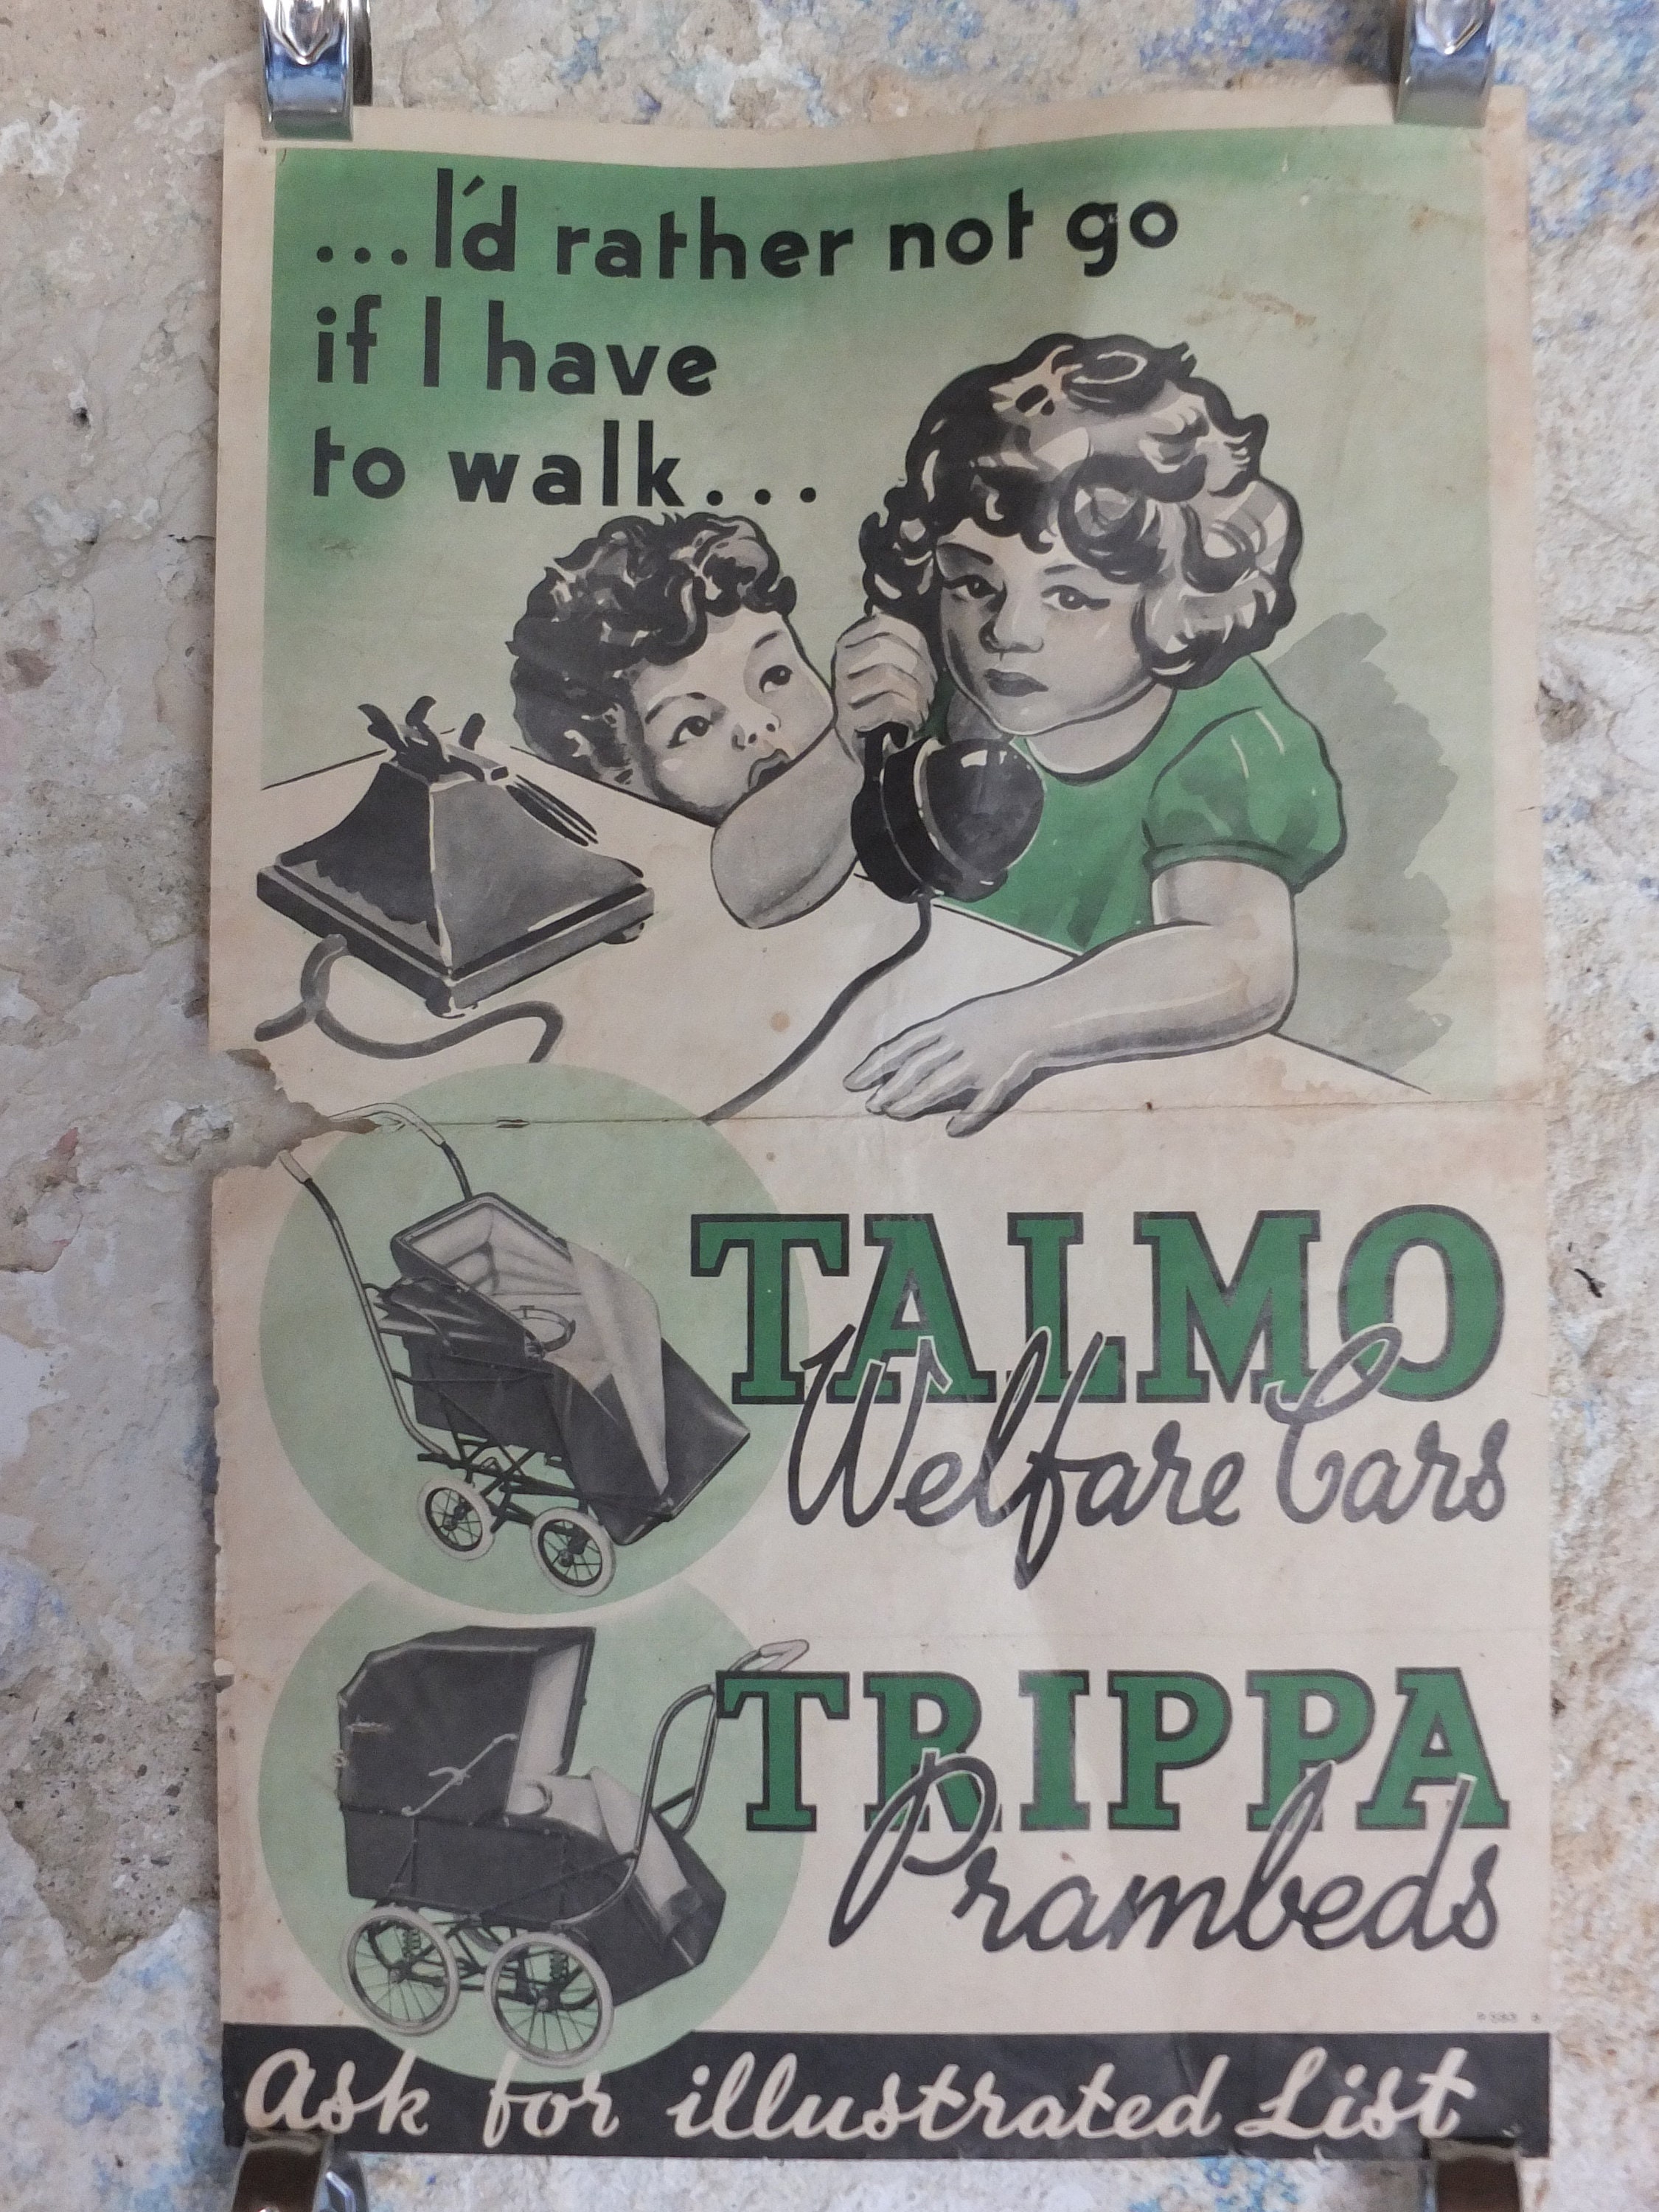 ...I'd rather not go
if I have
to walk...
TALMO
Welfare Cars
TRIPPA
Prambeds
Ask for illustrated List